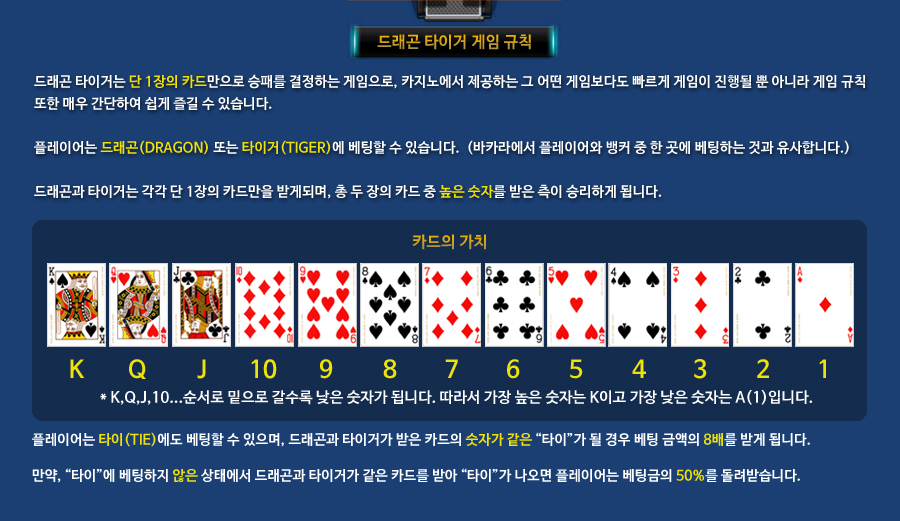 드래곤 타이거 게임 규칙
드래곤 타이거는 단 1장의 카드만으로 승패를 결정하는 게임으로, 카지노에서 제공하는 그 어떤 게임보다도 빠르게 게임이 진행될 뿐 아니라 게임 규칙
또한 매우 간단하여 쉽게 즐길 수 있습니다.
플레이어는 드래곤(DRAGON) 또는 타이거(TIGER)에 베팅할 수 있습니다. (바카라에서 플레이어와 뱅커 중 한 곳에 베팅하는 것과 유사합니다.)
드래곤과 타이거는 각각 단 1장의 카드만을 받게되며, 총 두 장의 카드 중 높은 숫자를 받은 측이 승리하게 됩니다.
카드의 가치
K Q J 10 9 8 7 6 5 4 3 2 A
K Q J 10 9 8 7 6 5 4 3 2 1
* K,Q,J,10...순서로 밑으로 갈수록 낮은 숫자가 됩니다. 따라서 가장 높은 숫자는 K이고 가장 낮은 숫자는 A(1)입니다.
플레이어는 타이(TIE)에도 베팅할 수 있으며, 드래곤과 타이거가 받은 카드의 숫자가 같은 “타이”가 될 경우 베팅 금액의 8배를 받게 됩니다.
만약, “타이”에 베팅하지 않은 상태에서 드래곤과 타이거가 같은 카드를 받아 “타이”가 나오면 플레이어는 베팅금의 50%를 돌려받습니다.